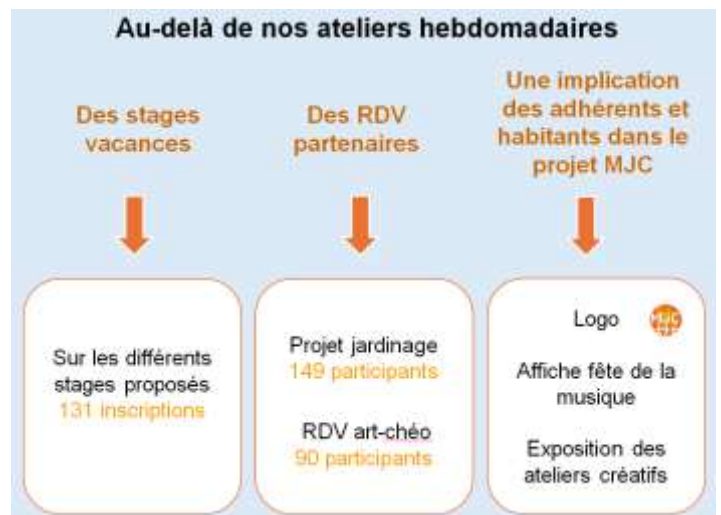 Au-delà de nos ateliers hebdomadaires
Des stages
vacances
Des RDV
partenaires
Une implication
des adhérents et
habitants dans le
projet MJC
Sur les différents
stages proposés
131 inscriptions
Projet jardinage
149 participants
RDV art-chéo
90 participants
Logo
MJC
Affiche fête de la
musique
Exposition des
ateliers créatifs